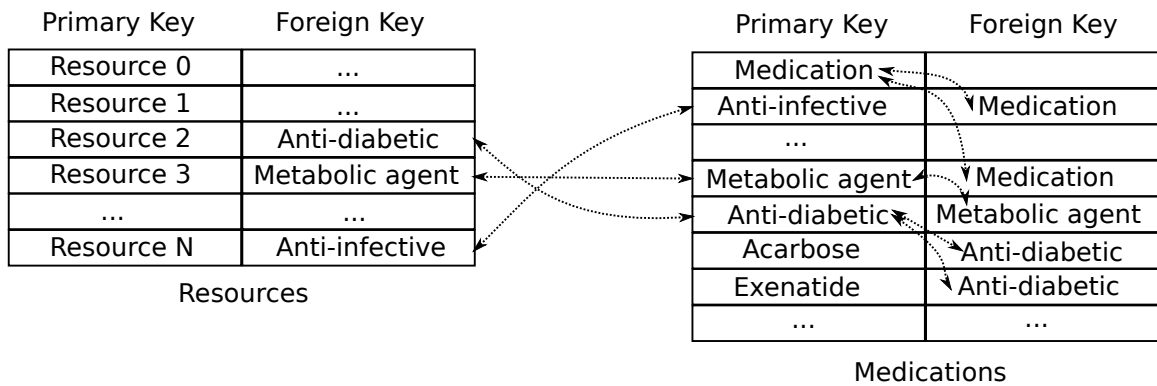 Primary Key Foreign Key
Resource 0 ...
Resource 1 ...
Resource 2 Anti-diabetic
Resource 3 Metabolic agent
... ...
Resource N Anti-infective
Resources
Primary Key Foreign Key
Medication
Anti-infective Medication
...
Metabolic agent Medication
Anti-diabetic Metabolic agent
Acarbose Anti-diabetic
Exenatide Anti-diabetic
... ...
Medications